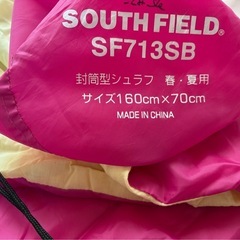 SOUTH FIELD®
SF713SB
封筒型シュラフ 春・夏用
サイズ160cm×70cm
MADE IN CHINA